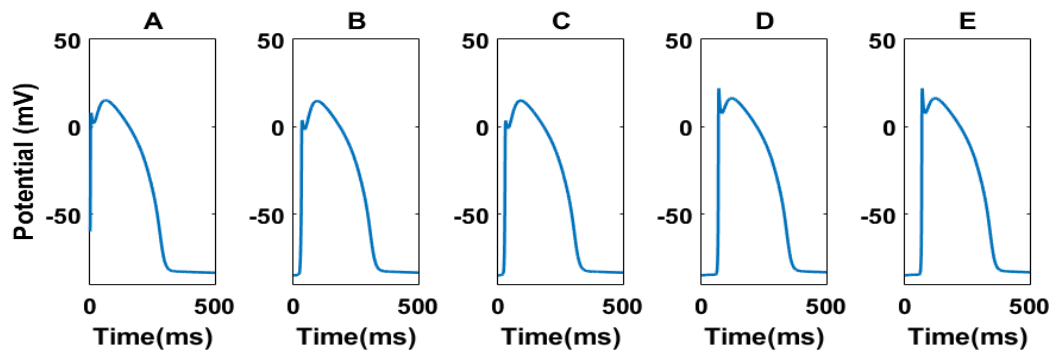 A B C D E
Potential (mV)
50 50 50 50 50
0 0 0 0 0
-50 -50 -50 -50 -50
0 500 0 500 0 500 0 500 0 500
Time(ms) Time(ms) Time(ms) Time(ms) Time(ms)